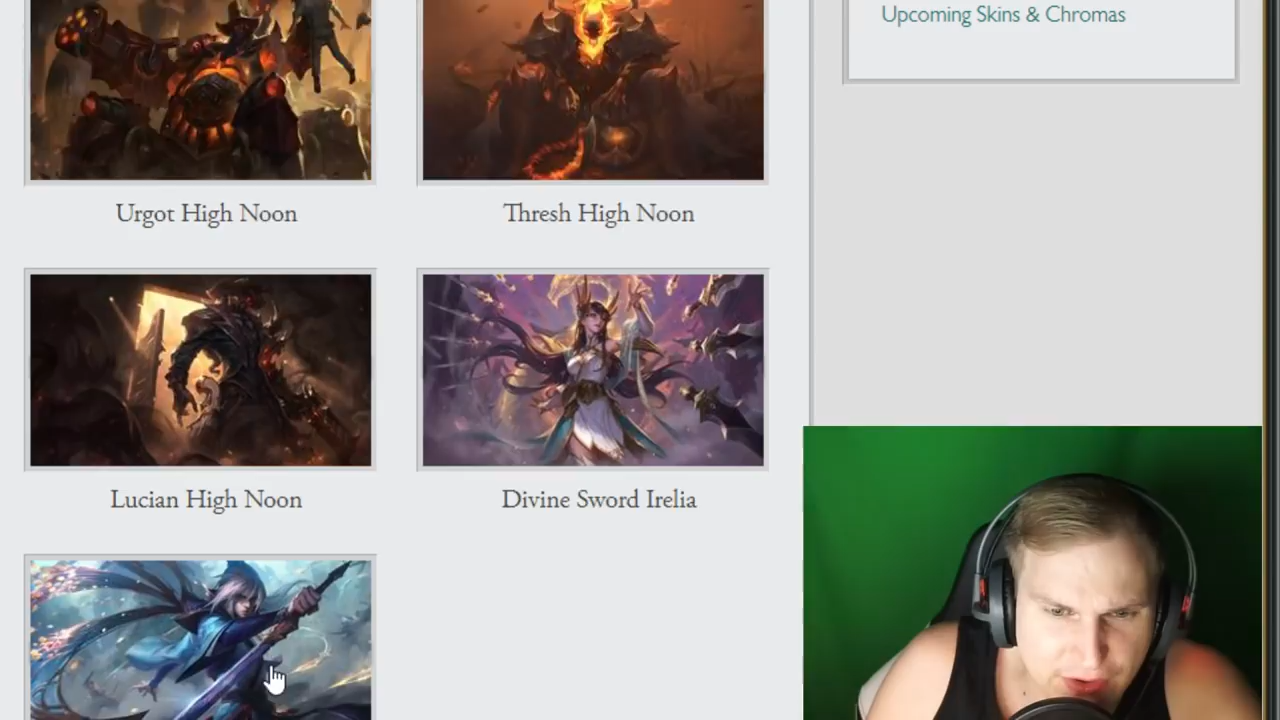 Upcoming Skins & Chromas
Urgot High Noon
Thresh High Noon
Lucian High Noon
Divine Sword Irelia